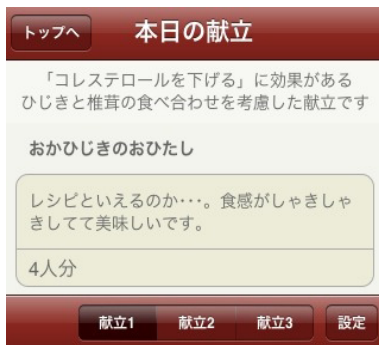 トップへ 本日の献立
「コレステロールを下げる」に効果がある
ひじきと椎茸の食べ合わせを考慮した献立です
おかひじきのおひたし
レシピといえるのか･･･。食感がしゃきしゃ
きしてて美味しいです。
4人分
献立1 献立2 献立3 設定